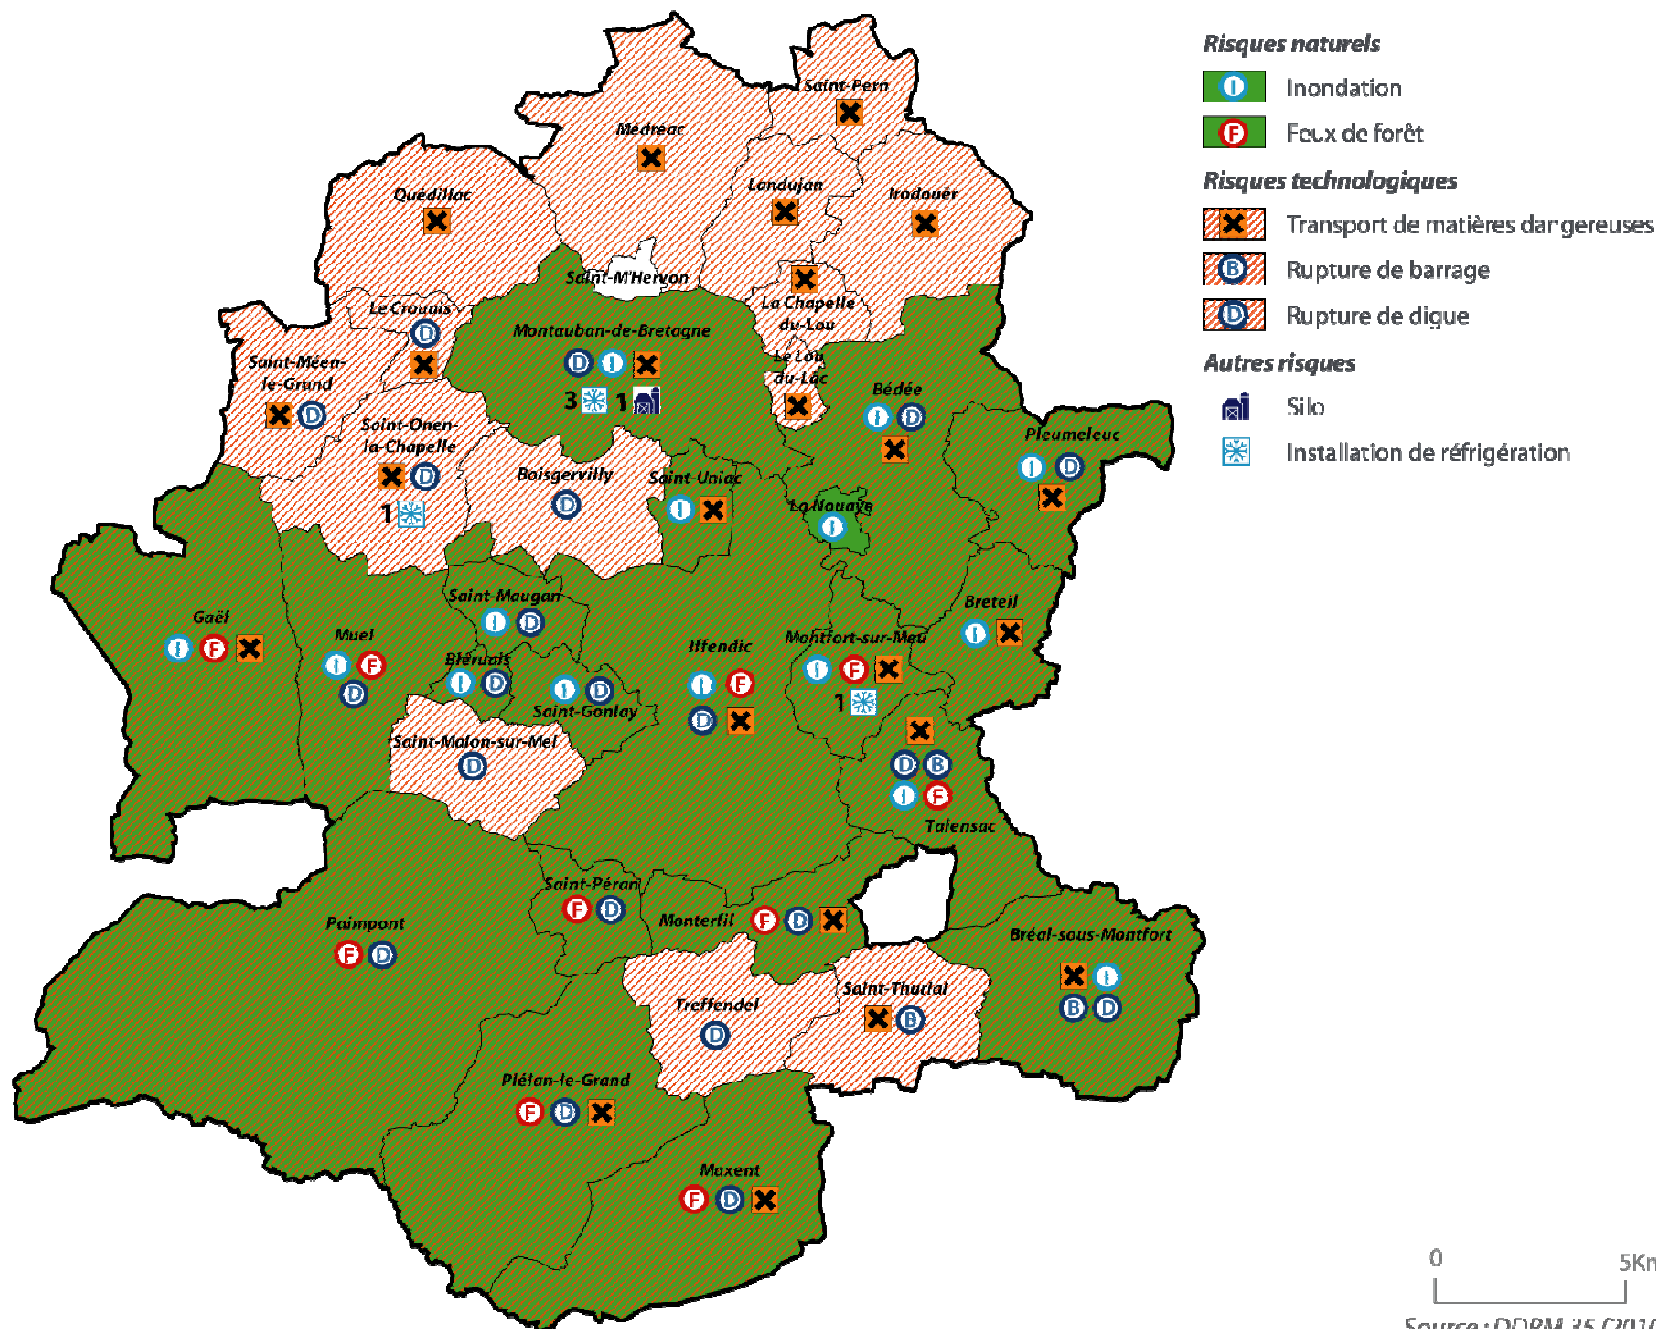 Risques naturels
I Inondation
F Feux de forêt
Risques technologiques
Transport de matières dangereuses
B Rupture de barrage
D Rupture de digue
Autres risques
Silo
Installation de réfrigération
Saint-Pern
Médréac
Landujan
Irodouër
Quédillac
Saint-M'Hervon
La Chapelle
du-Lou
Le Crouais
D
Montauban-de-Bretagne
D I
3 1
Saint-Méen-
le-Grand
D
Le Lou
du-Lac
Bédée
I D
Saint-Onen-
la-Chapelle
D
1
Pleumeleuc
I D
Boisgervilly
D
Saint-Uniac
I
La Nouaye
I
Saint-Maugan
I D
Breteil
I
Gaël
I F
Muel
I F
D
Iffendic
I F
D
Montfort-sur-Meu
I F
1
Bléruais
I D
I D
Saint-Gonlay
Saint-Malon-sur-Mel
D
D B
I F
Talensac
Saint-Péran
F D
Monterfil F D
Paimpont
F D
Bréal-sous-Montfort
I
B D
Treffendel
D
Saint-Thurial
B
Plélan-le-Grand
F D
Maxent
F D
0 5Km
Source : DDRM 35 (2010